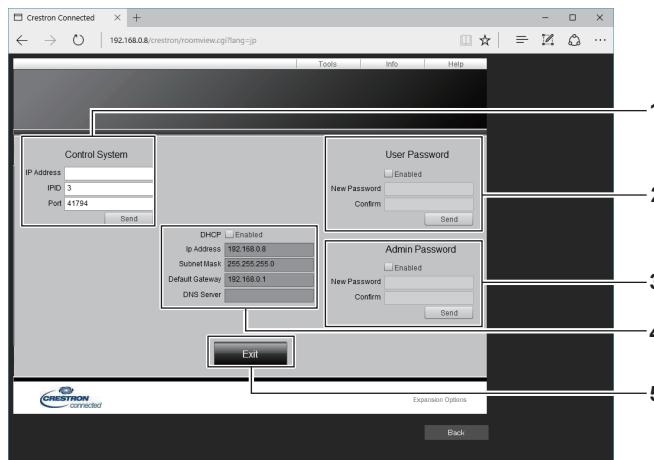 Crestron Connected
192.168.0.8/crestron/roomview.cgi?lang=jp
Tools Info Help
1
Control System
IP Address
IPID 3
Port 41794
Send
User Password
Enabled
New Password
Confirm
Send
2
DHCP Enabled
Ip Address 192.168.0.8
Subnet Mask 255.255.255.0
Default Gateway 192.168.0.1
DNS Server
Admin Password
Enabled
New Password
Confirm
Send
3
4
Exit
5
CRESTRON
connected
Expansion Options
Back